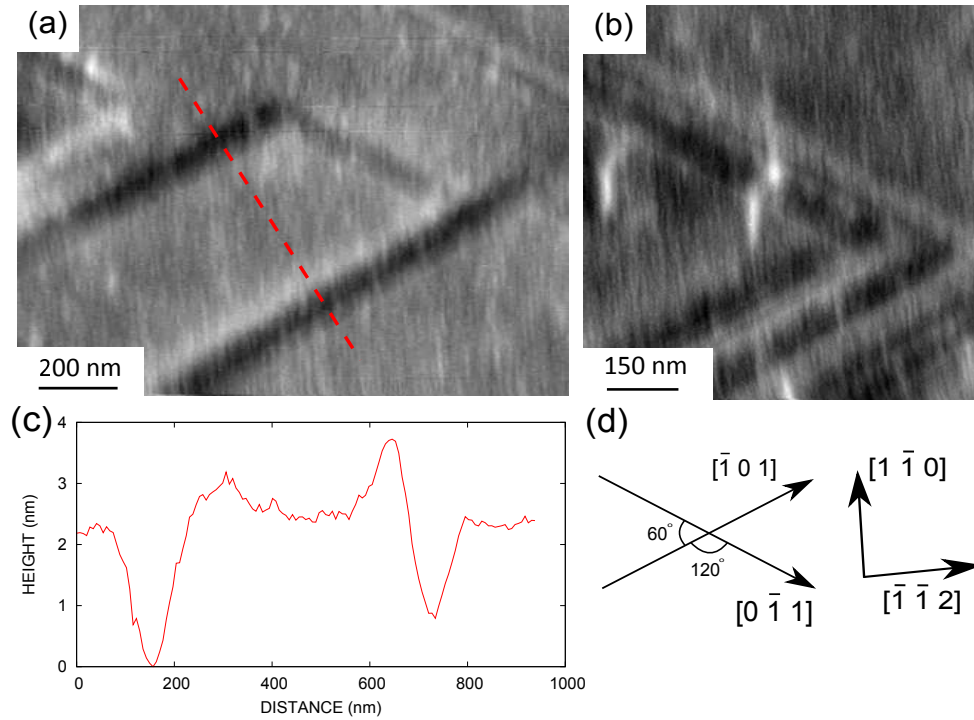 (a)
200 nm
(b)
150 nm
(c)
HEIGHT (nm)
4
3
2
1
0
0 200 400 600 800 1000
DISTANCE (nm)
(d)
[1̄ 0 1]
60°
120°
[0 1̄ 1]
[1 1̄ 0]
[1̄ 1̄ 2]